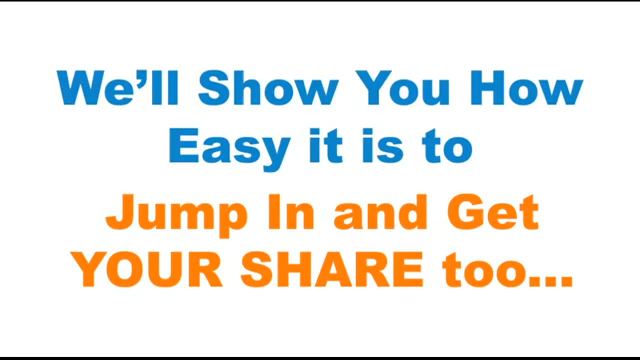 We’ll Show You How
Easy it is to
Jump In and Get
YOUR SHARE too...